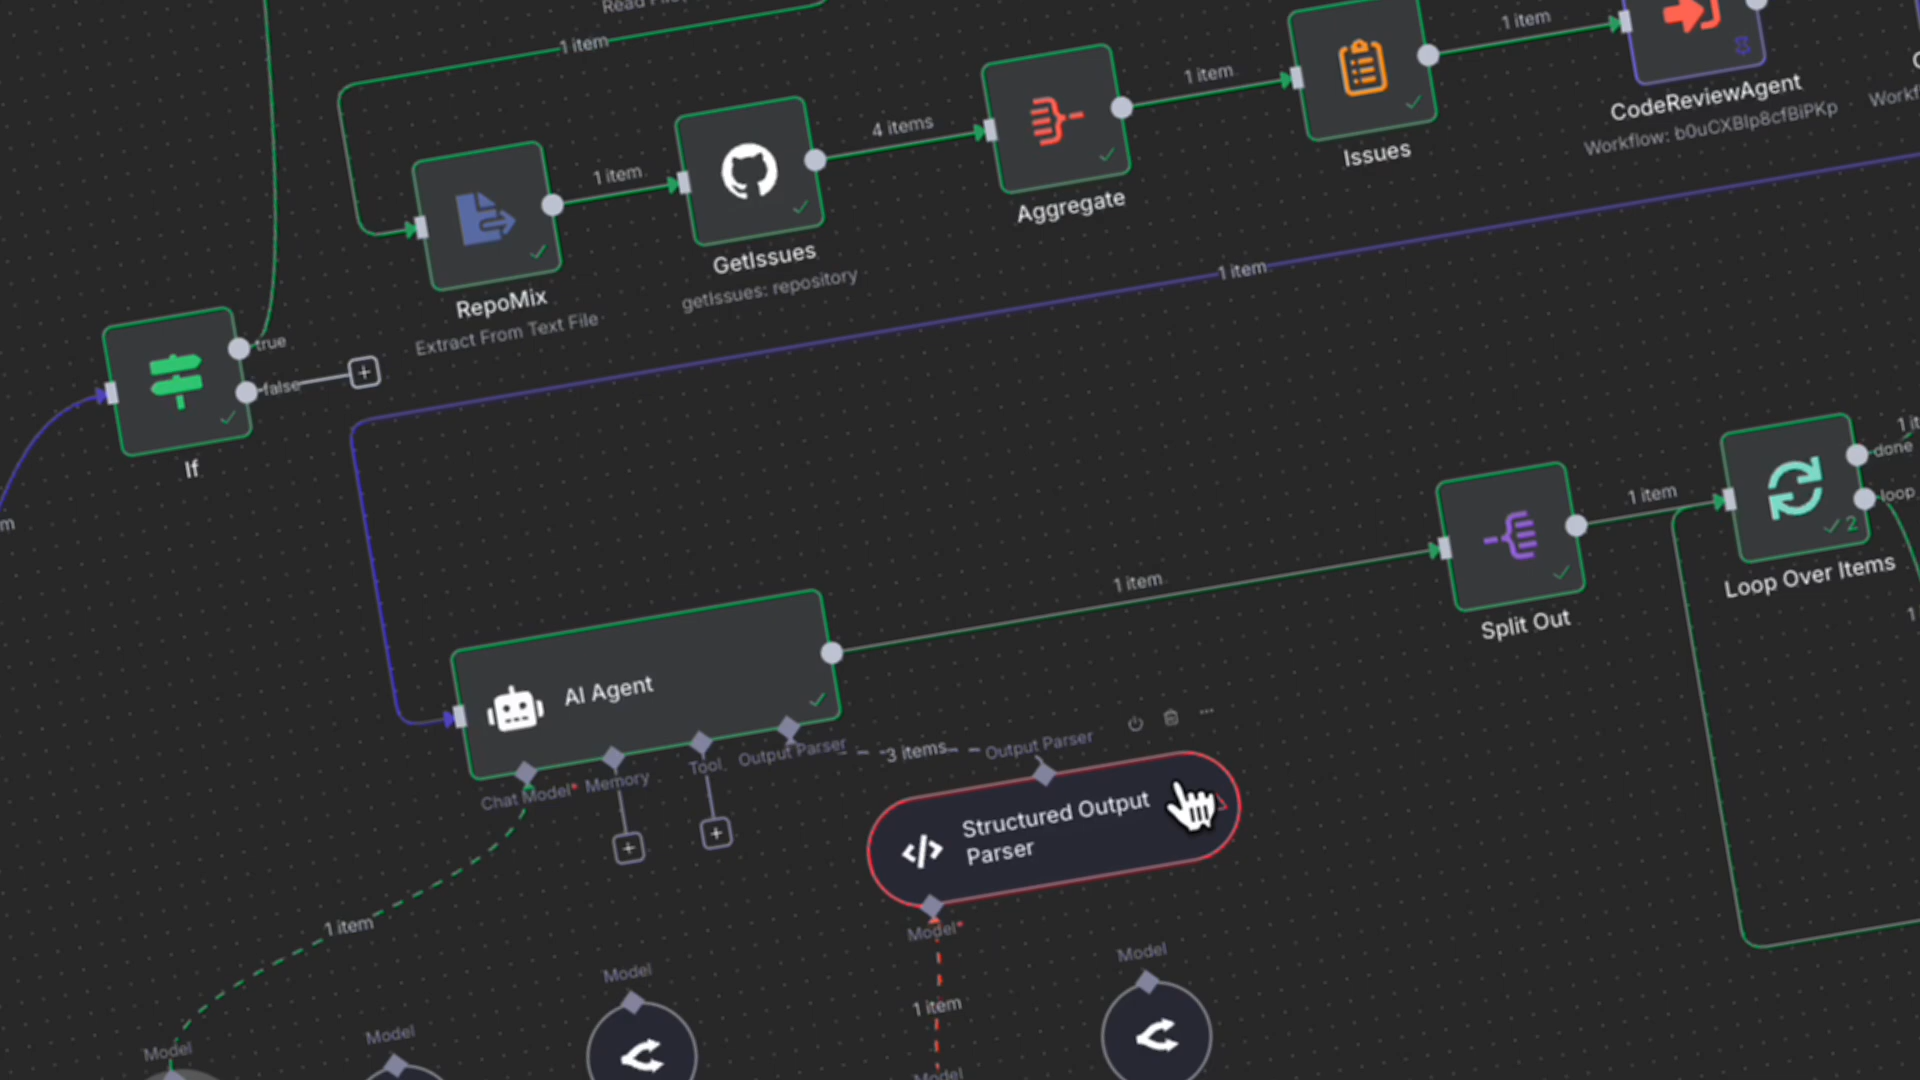 1 item
1 item
1 item
CodeReviewAgent
Workflow: b0uCXBIp8cfBiPKp
4 items
Issues
1 item
Aggregate
GetIssues
getIssues: repository
RepoMix
Extract From Text File
1 item
true
false
If
done
loop
2
1 item
Loop Over Items
Split Out
1 item
AI Agent
Chat Model*
Memory
Tool
Output Parser
3 items
Output Parser
Structured Output
Parser
Model*
1 item
1 item
Model
Model
Model
Model
Model